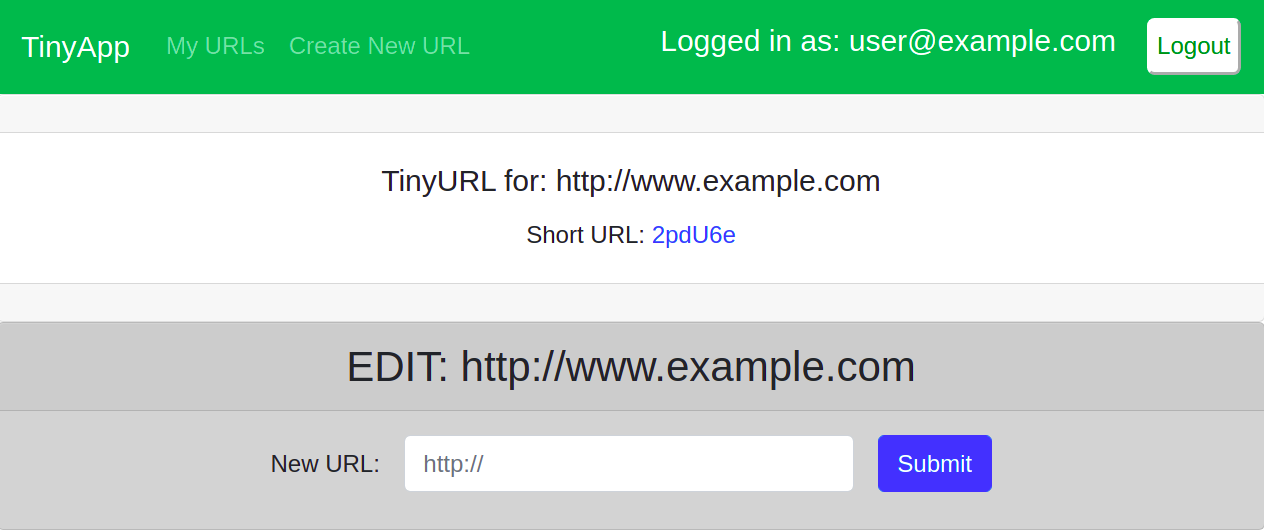 TinyApp My URLs Create New URL Logged in as: user@example.com Logout
TinyURL for: http://www.example.com
Short URL: 2pdU6e
EDIT: http://www.example.com
New URL: http:// Submit